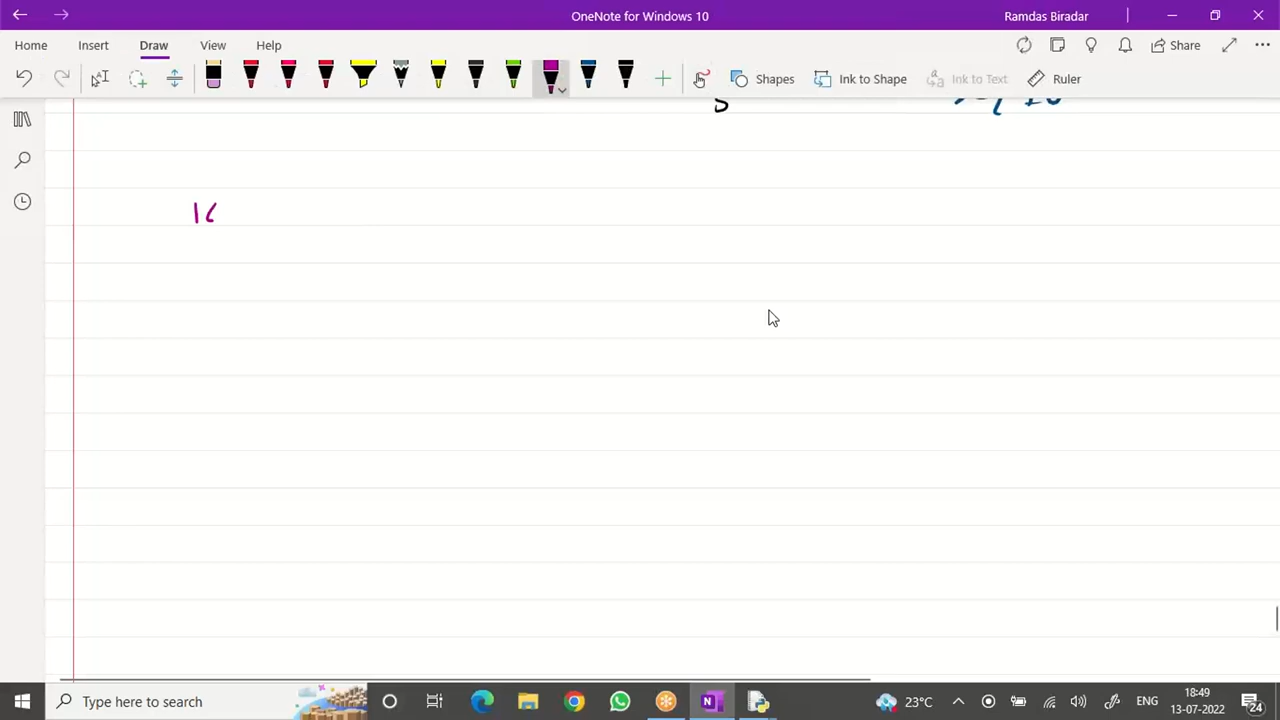 OneNote for Windows 10
Ramdas Biradar
Home Insert Draw View Help
Share
Shapes
Ink to Shape
Ink to Text
Ruler
Type here to search
23°C
ENG
18:49
13-07-2022
24